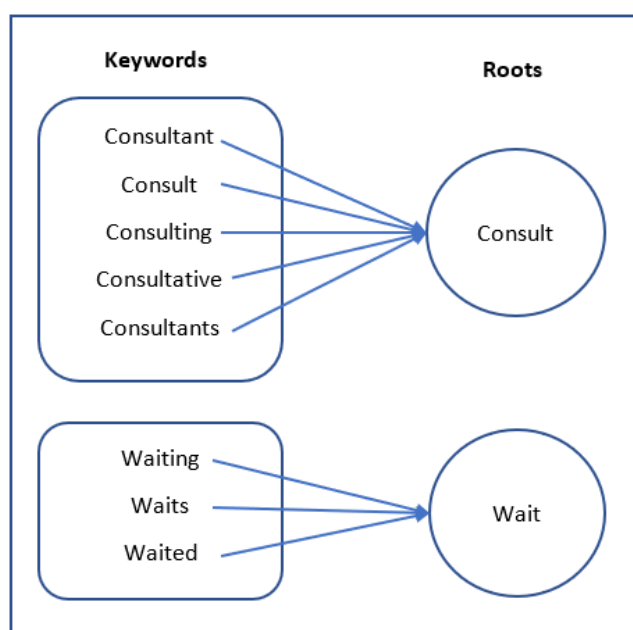 Keywords
Roots
Consultant
Consult
Consulting
Consultative
Consultants
Consult
Waiting
Waits
Waited
Wait